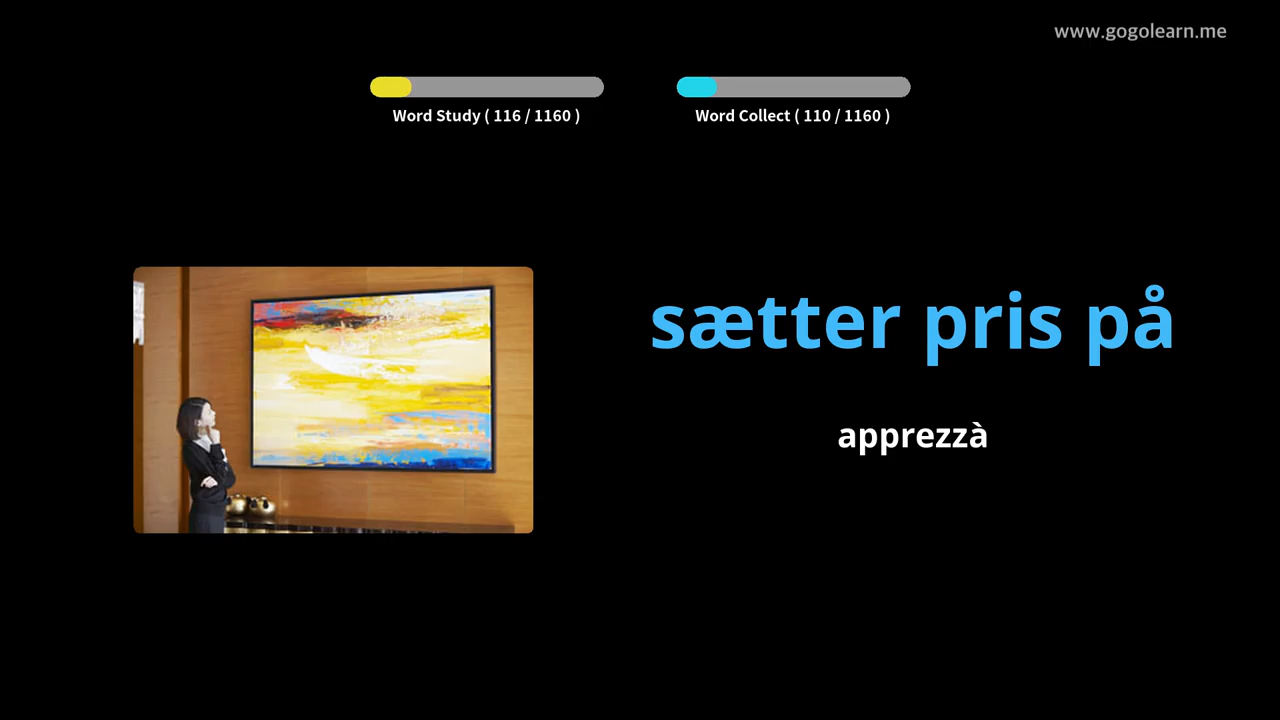 www.gogolearn.me
Word Study ( 116 / 1160 )
Word Collect ( 110 / 1160 )
sætter pris på
apprezzà